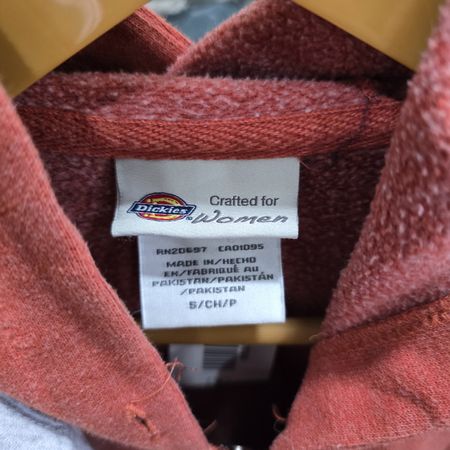 Dickies
Crafted for
Women
RN20697 CA01095
MADE IN/HECHO
EN/FABRIQUÉ AU
PAKISTAN/PAKISTÁN
/PAKISTAN
S/CH/P